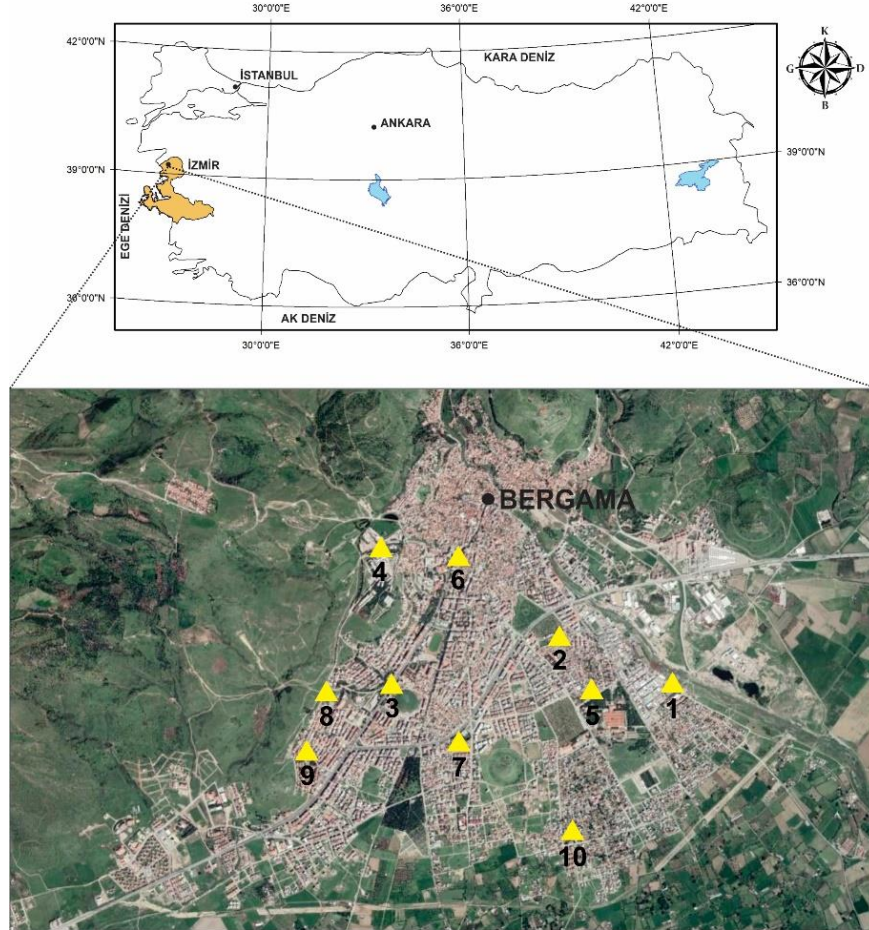 30°0'0"E 36°0'0"E 42°0'0"E
42°0'0"N
KARA DENİZ
K
G D
B
İSTANBUL
ANKARA
39°0'0"N
39°0'0"N
İZMİR
EGE DENİZİ
36°0'0"N
36°0'0"N
AK DENİZ
30°0'0"E 36°0'0"E 42°0'0"E
BERGAMA
4
6
2
8
3
5
1
9
7
10